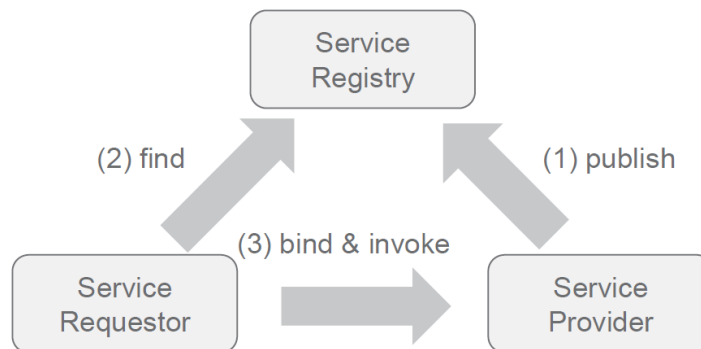 Service
Registry
(2) find
(1) publish
(3) bind & invoke
Service
Requestor
Service
Provider